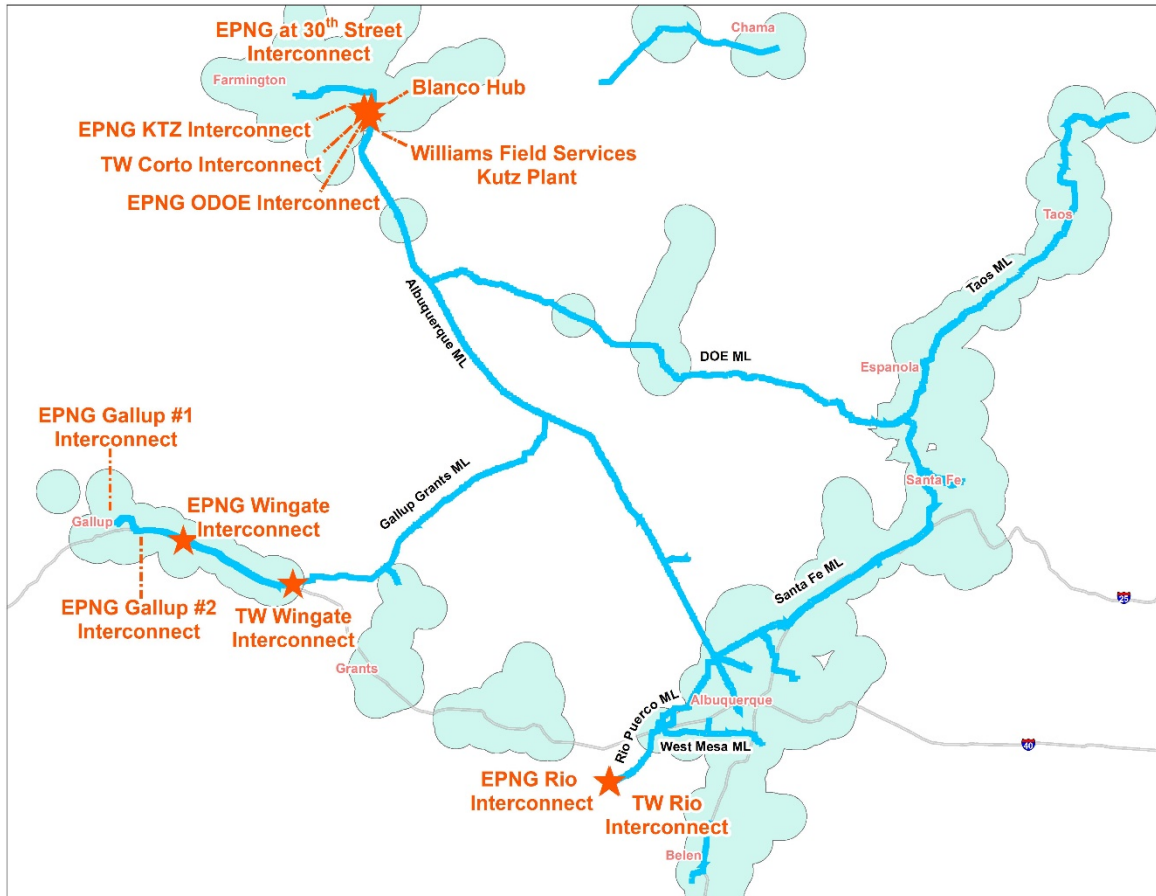 EPNG at 30th Street
Interconnect
Chama
Farmington
Blanco Hub
EPNG KTZ Interconnect
TW Corto Interconnect
Williams Field Services
Kutz Plant
EPNG ODOE Interconnect
Taos
Taos ML
Albuquerque ML
DOE ML
Espanola
EPNG Gallup #1
Interconnect
Gallup Grants ML
Santa Fe
EPNG Wingate
Interconnect
Gallup
Santa Fe ML
EPNG Gallup #2
Interconnect
TW Wingate
Interconnect
25
Grants
Rio Puerco ML
Albuquerque
West Mesa ML
40
EPNG Rio
Interconnect
TW Rio
Interconnect
Belen